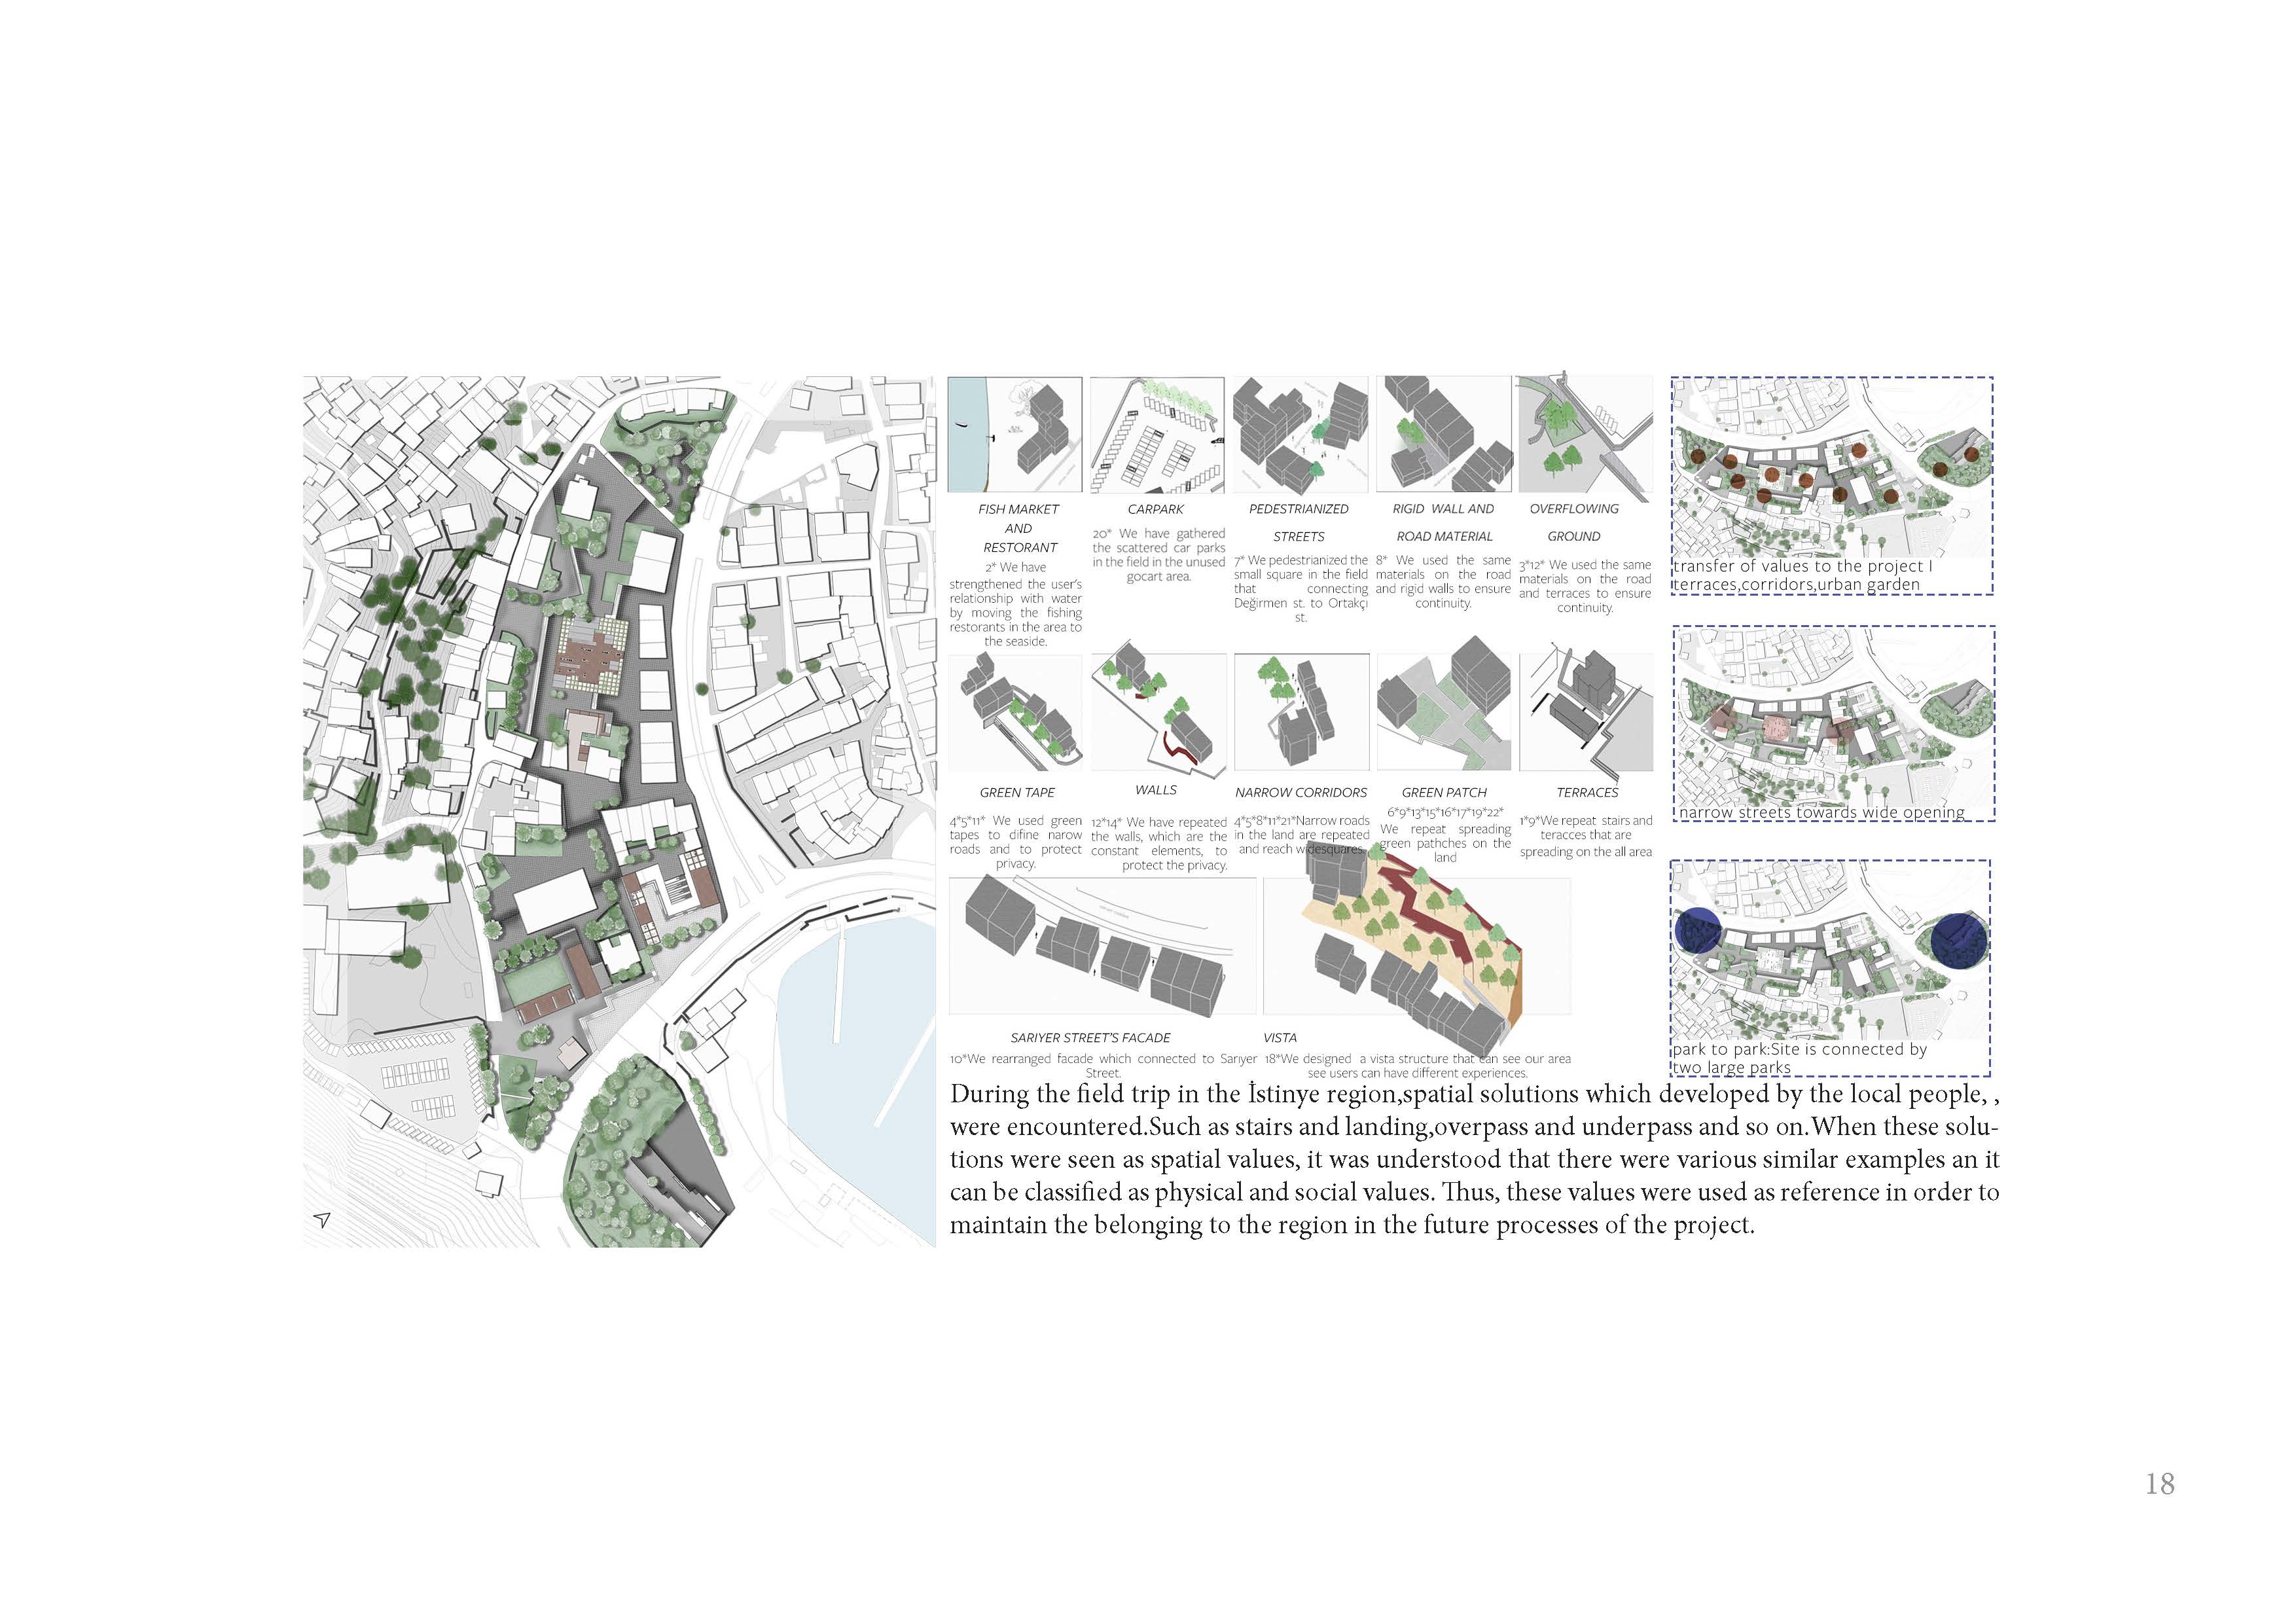 FISH MARKET
AND
RESTORANT
2* We have
strengthened the user's
relationship with water
by moving the fishing
restorants in the area to
the seaside.
CARPARK
20* We have gathered
the scattered car parks
in the field in the unused
gocart area.
PEDESTRIANIZED
STREETS
7* We pedestrianized the
small square in the field
that connecting
Değirmen st. to Ortakçı
st.
RIGID WALL AND
ROAD MATERIAL
8* We used the same
materials on the road
and rigid walls to ensure
continuity.
OVERFLOWING
GROUND
3*12* We used the same
materials on the road
and terraces to ensure
continuity.
GREEN TAPE
4*5*11* We used green
tapes to difine narow
roads and to protect
privacy.
WALLS
12*14* We have repeated
the walls, which are the
constant elements, to
protect the privacy.
NARROW CORRIDORS
4*5*8*11*21*Narrow roads
in the land are repeated
and reach widesquares.
GREEN PATCH
6*9*13*15*16*17*19*22*
We repeat spreading
green pathches on the
land
TERRACES
1*9*We repeat stairs and
teracces that are
spreading on the all area
SARIYER STREET'S FACADE
10*We rearranged facade which connected to Sarıyer
Street.
VISTA
18*We designed a vista structure that can see our area
see users can have different experiences.
transfer of values to the project I
terraces,corridors,urban garden
narrow streets towards wide opening
park to park:Site is connected by
two large parks
During the field trip in the İstinye region,spatial solutions which developed by the local people, ,
were encountered.Such as stairs and landing,overpass and underpass and so on.When these solu-
tions were seen as spatial values, it was understood that there were various similar examples an it
can be classified as physical and social values. Thus, these values were used as reference in order to
maintain the belonging to the region in the future processes of the project.
18